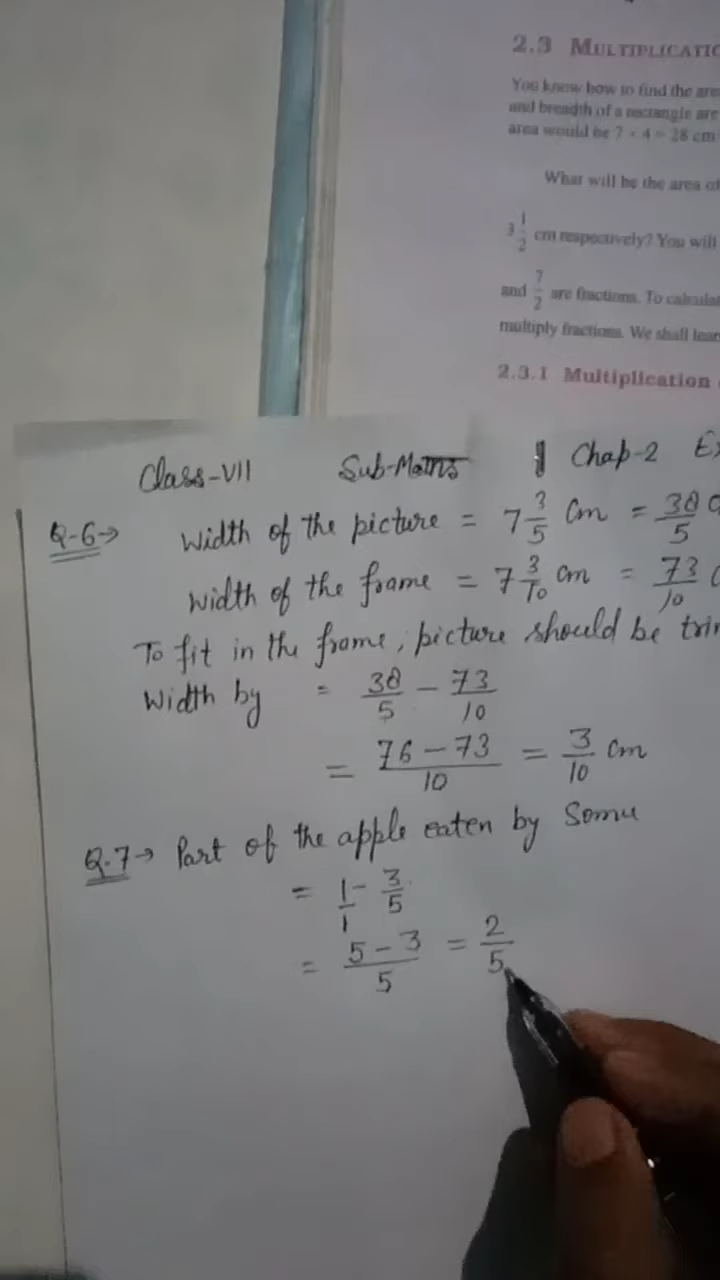 2.3 MULTIPLICATIO
You know how to find the are
and breadth of a rectangle are
area would be 7 × 4 = 28 cm
What will be the area of
3 1/2 cm respectively? You will
and 7/2 are fractions. To calculat
multiply fractions. We shall lear
2.3.1 Multiplication
Class-VII Sub-Maths Chap-2 Ex
Q-6→ Width of the picture = 7 3/5 cm = 38/5 c
Width of the frame = 7 3/10 cm = 73/10 c
To fit in the frame, picture should be trim
Width by = 38/5 - 73/10
= 76-73/10 = 3/10 cm
Q.7→ Part of the apple eaten by Somu
= 1/1 - 3/5
= 5-3/5 = 2/5